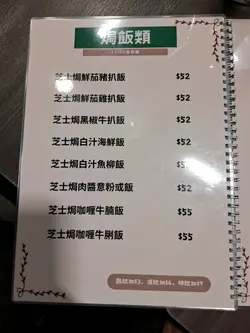 焗飯類
芝士焗鮮茄豬扒飯 $52
芝士焗鮮茄雞扒飯 $52
芝士焗黑椒牛扒飯 $52
芝士焗白汁海鮮飯 $52
芝士焗白汁魚柳飯 $52
芝士焗肉醬意粉或飯 $52
芝士焗咖喱牛腩飯 $55
芝士焗咖喱牛脷飯 $55